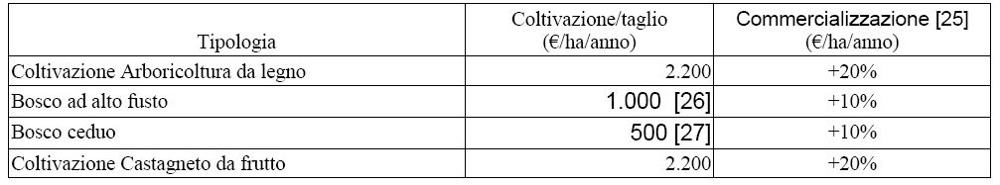 Tipologia Coltivazione/taglio (€/ha/anno) Commercializzazione [25] (€/ha/anno)
Coltivazione Arboricoltura da legno 2.200 +20%
Bosco ad alto fusto 1.000 [26] +10%
Bosco ceduo 500 [27] +10%
Coltivazione Castagneto da frutto 2.200 +20%